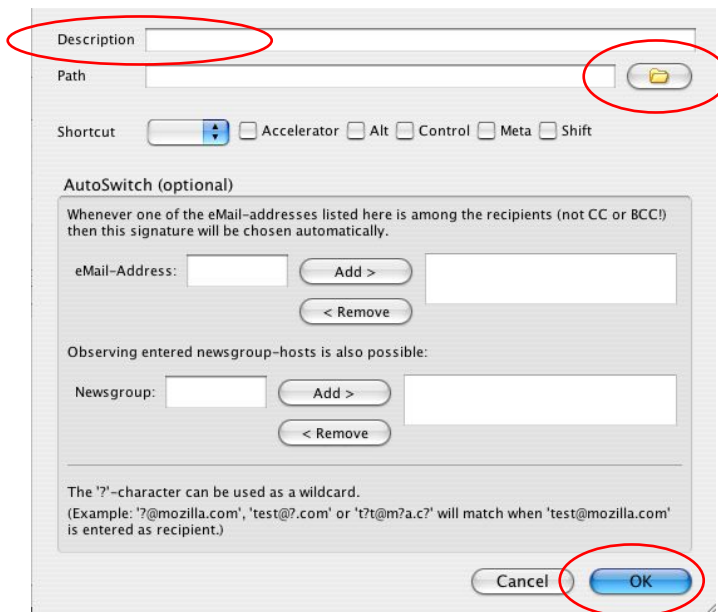 Description
Path
Shortcut Accelerator Alt Control Meta Shift
AutoSwitch (optional)
Whenever one of the eMail-addresses listed here is among the recipients (not CC or BCC!)
then this signature will be chosen automatically.
eMail-Address: Add >
< Remove
Observing entered newsgroup-hosts is also possible:
Newsgroup: Add >
< Remove
The '?'-character can be used as a wildcard.
(Example: '?@mozilla.com', 'test@?.com' or 't?t@m?a.c?' will match when 'test@mozilla.com'
is entered as recipient.)
Cancel OK